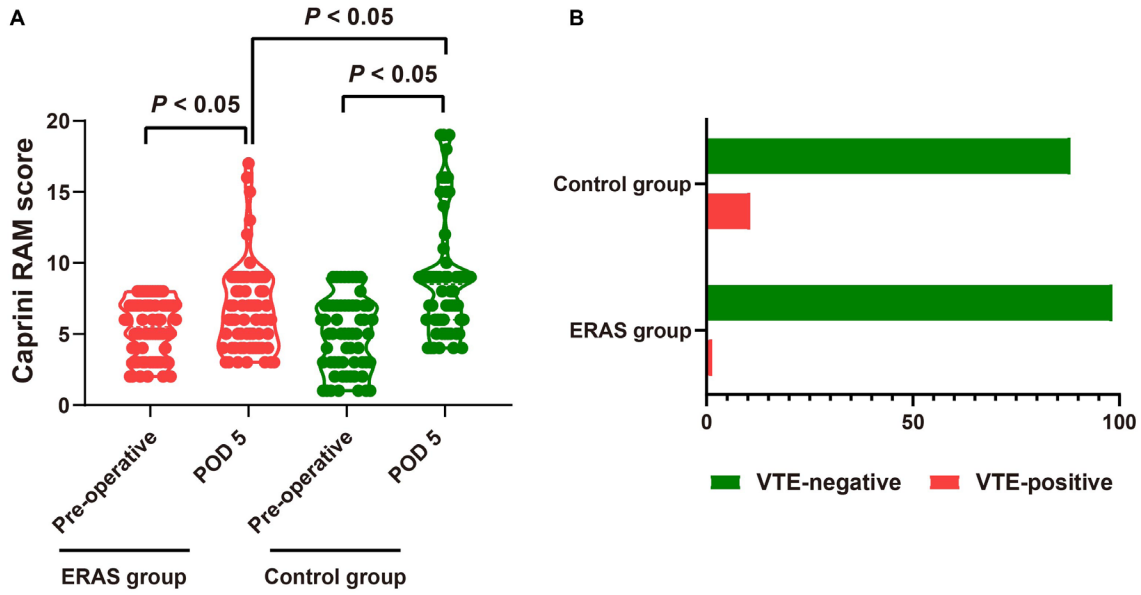 A
P < 0.05
P < 0.05
P < 0.05
Caprini RAM score
20
15
10
5
0
Pre-operative
POD 5
Pre-operative
POD 5
ERAS group
Control group
B
Control group
ERAS group
0
50
100
VTE-negative
VTE-positive